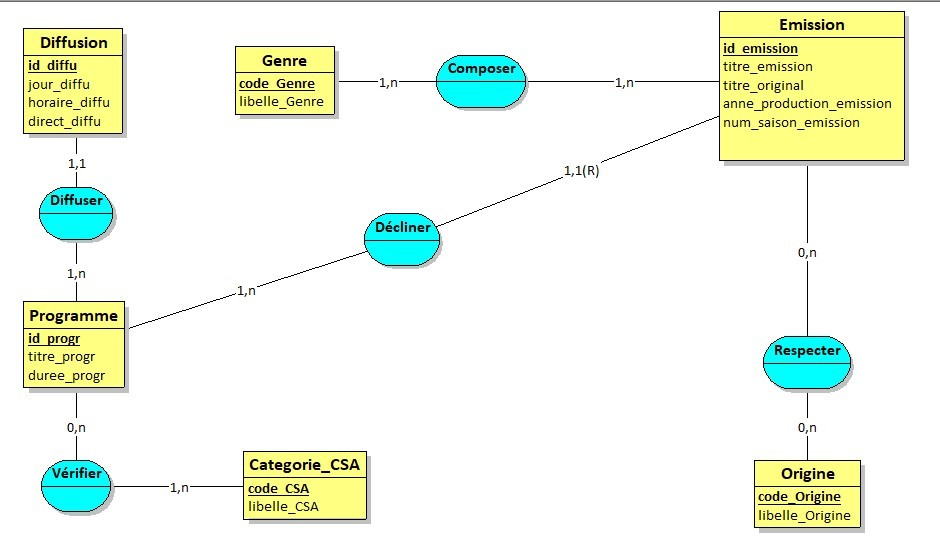 Diffusion
id_diffu
jour_diffu
horaire_diffu
direct_diffu
1,1
Diffuser
1,n
Programme
id_progr
titre_progr
duree_progr
0,n
Vérifier
1,n
Categorie_CSA
code_CSA
libelle_CSA
Genre
code_Genre
libelle_Genre
1,n
Composer
1,n
Emission
id_emission
titre_emission
titre_original
anne_production_emission
num_saison_emission
1,1(R)
Décliner
1,n
0,n
Respecter
0,n
Origine
code_Origine
libelle_Origine